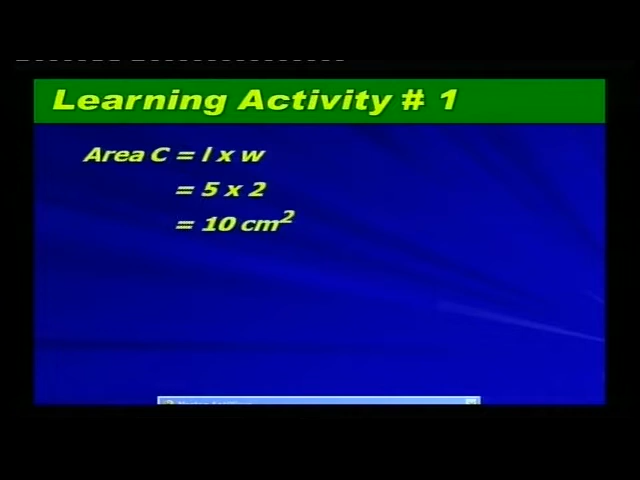 Learning Activity # 1
Area C = l x w
= 5 x 2
= 10 cm²